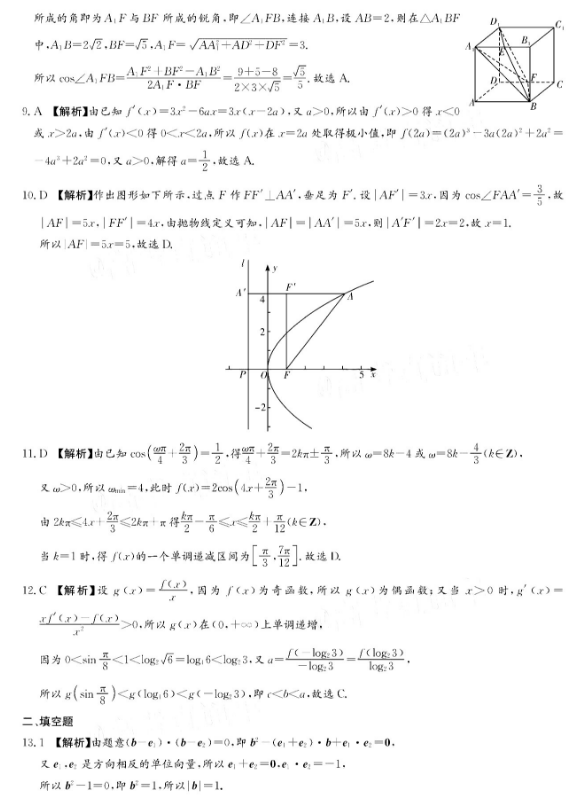 所成的角即为A₁F与BF所成的锐角,即∠A₁FB,连接A₁B,设AB=2,则在△A₁BF
中,A₁B=2√2,BF=√5,A₁F=√(AA₁²+AD²+DF²)=3.
所以cos∠A₁FB=(A₁F²+BF²-A₁B²)/(2A₁F·BF)=(9+5-8)/(2×3×√5)=√5/5.故选A.
D₁ C₁
A₁ B₁
E
D F C
A B
9.A 【解析】由已知f′(x)=3x²-6ax=3x(x-2a),又a>0,所以由f′(x)>0得x<0
或x>2a,由f′(x)<0得0<x<2a,所以f(x)在x=2a处取得极小值,即f(2a)=(2a)³-3a(2a)²+2a²=
-4a³+2a²=0,又a>0,解得a=1/2,故选A.
10.D 【解析】作出图形如下所示,过点F作FF′⊥AA′,垂足为F′.设|AF′|=3x,因为cos∠FAA′=3/5,故
|AF|=5x,|FF′|=4x,由抛物线定义可知,|AF|=|AA′|=5x,则|A′F′|=2x=2,故x=1.
所以|AF|=5x=5,故选D.
l y
A′ 4 F′ A
2
P O F 5 x
-2
11.D 【解析】由已知cos(ωπ/4+2π/3)=1/2,得ωπ/4+2π/3=2kπ±π/3,所以ω=8k-4或ω=8k-4/3(k∈Z),
又ω>0,所以ωmin=4,此时f(x)=2cos(4x+2π/3)-1,
由2kπ≤4x+2π/3≤2kπ+π得kπ/2-π/6≤x≤kπ/2+π/12(k∈Z),
当k=1时,得f(x)的一个单调递减区间为[π/3,7π/12],故选D.
12.C 【解析】设g(x)=f(x)/x,因为f(x)为奇函数,所以g(x)为偶函数;又当x>0时,g′(x)=
(xf′(x)-f(x))/x²>0,所以g(x)在(0,+∞)上单调递增,
因为0<sin π/8<1<log₂√6=log₄6<log₂3,又a=f(-log₂3)/(-log₂3)=f(log₂3)/log₂3,
所以g(sin π/8)<g(log₄6)<g(-log₂3),即c<b<a,故选C.
二、填空题
13.1 【解析】由题意(b-e₁)·(b-e₂)=0,即b²-(e₁+e₂)·b+e₁·e₂=0,
又e₁,e₂是方向相反的单位向量,所以e₁+e₂=0,e₁·e₂=-1,
所以b²-1=0,即b²=1,所以|b|=1.